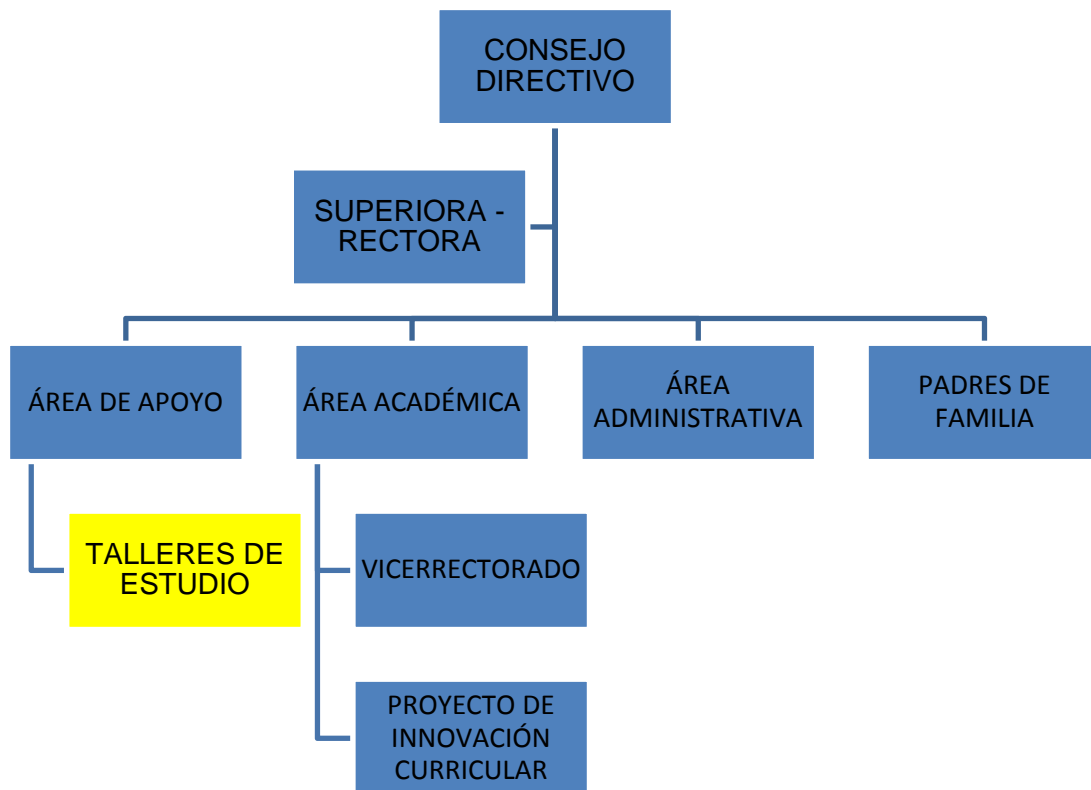 CONSEJO
DIRECTIVO
SUPERIORA -
RECTORA
ÁREA DE APOYO
ÁREA ACADÉMICA
ÁREA
ADMINISTRATIVA
PADRES DE
FAMILIA
TALLERES DE
ESTUDIO
VICERRECTORADO
PROYECTO DE
INNOVACIÓN
CURRICULAR